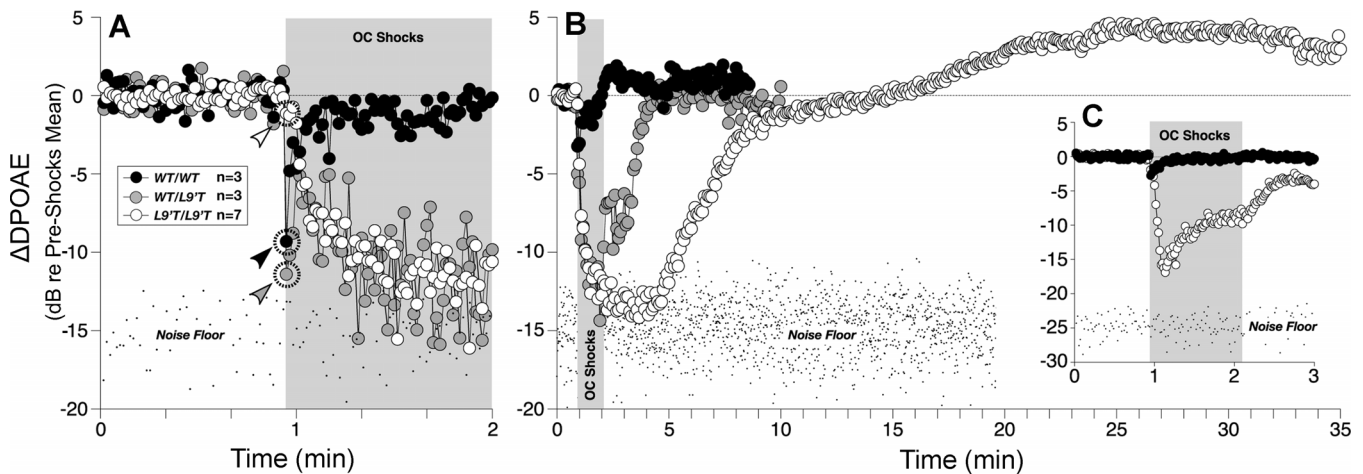 ΔDPOAE
(dB re Pre-Shocks Mean)
A
OC Shocks
5
0
-5
-10
-15
-20
WT/WT n=3
WT/L9'T n=3
L9'T/L9'T n=7
Noise Floor
0
1
2
Time (min)
B
5
0
-5
-10
-15
-20
OC Shocks
Noise Floor
0
5
10
15
20
25
30
35
Time (min)
C
OC Shocks
5
0
-5
-10
-15
-20
-25
-30
Noise Floor
0
1
2
3